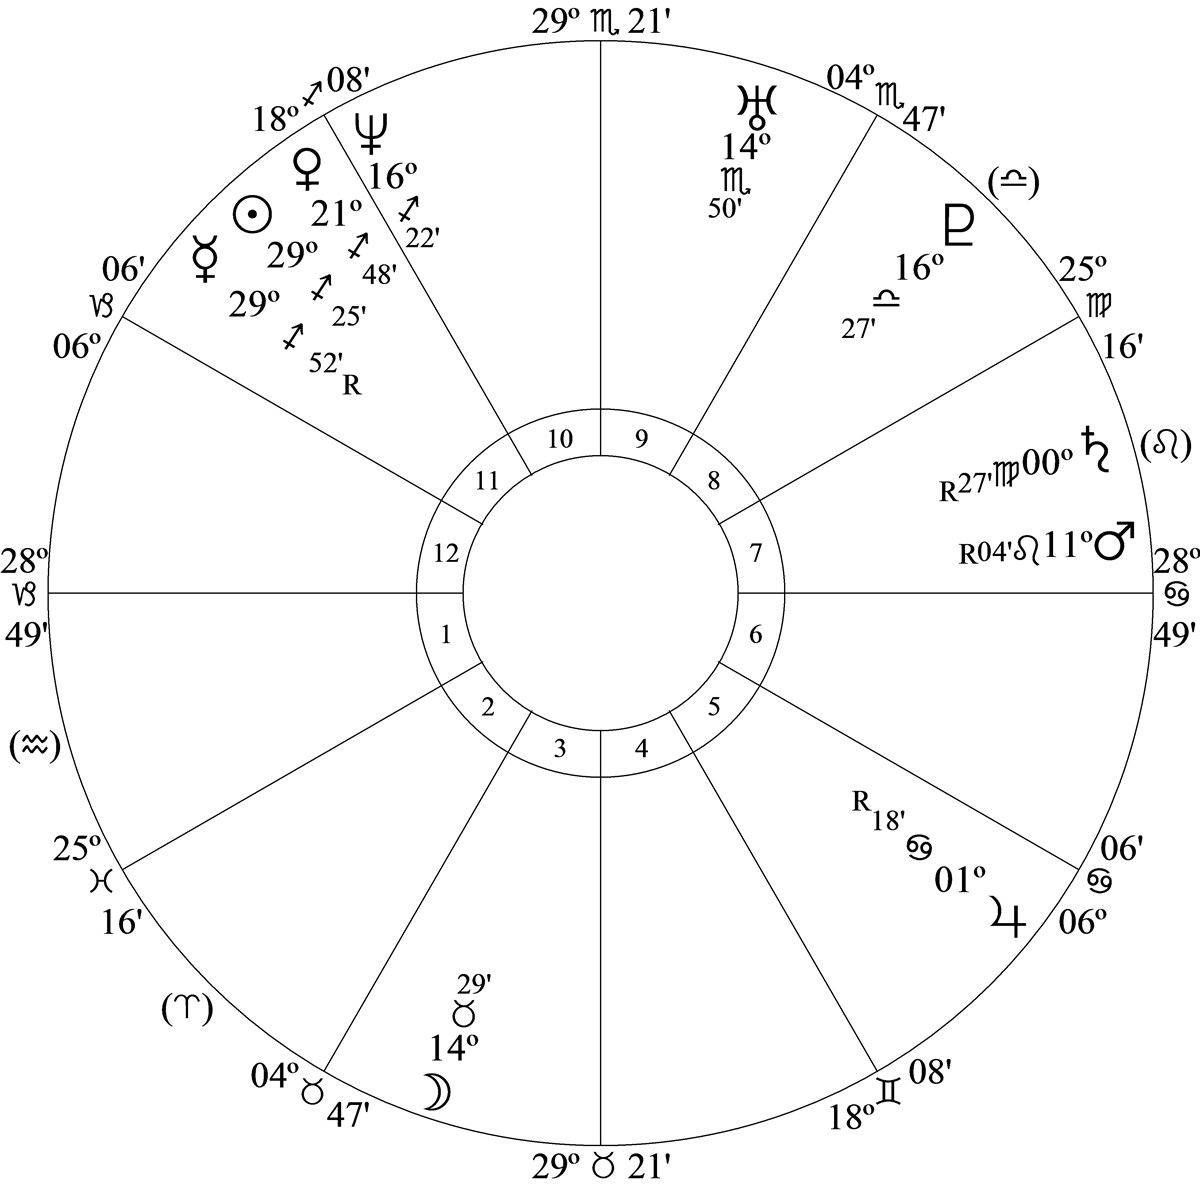 29º ♏ 21'
04º ♏ 47'
(♎)
25º ♍ 16'
(♌)
28º ♋ 49'
06' ♋ 06º
08' ♊ 18º
29º ♉ 21'
04º ♉ 47'
(♈)
25º ♓ 16'
(♒)
28º ♑ 49'
06' ♑ 06º
18º ♐ 08'
♆ 16º ♐ 22'
♀ 21º ♐ 48'
☉ 29º ♐ 25'
☿ 29º ♐ 52' R
♅ 14º ♏ 50'
♇ 16º ♎ 27'
R 27' ♍ 00º ♄
R 04' ♌ 11º ♂
R 18' ♋ 01º ♃
29' ♉ 14º ☽
10
9
11
8
12
7
1
6
2
5
3
4